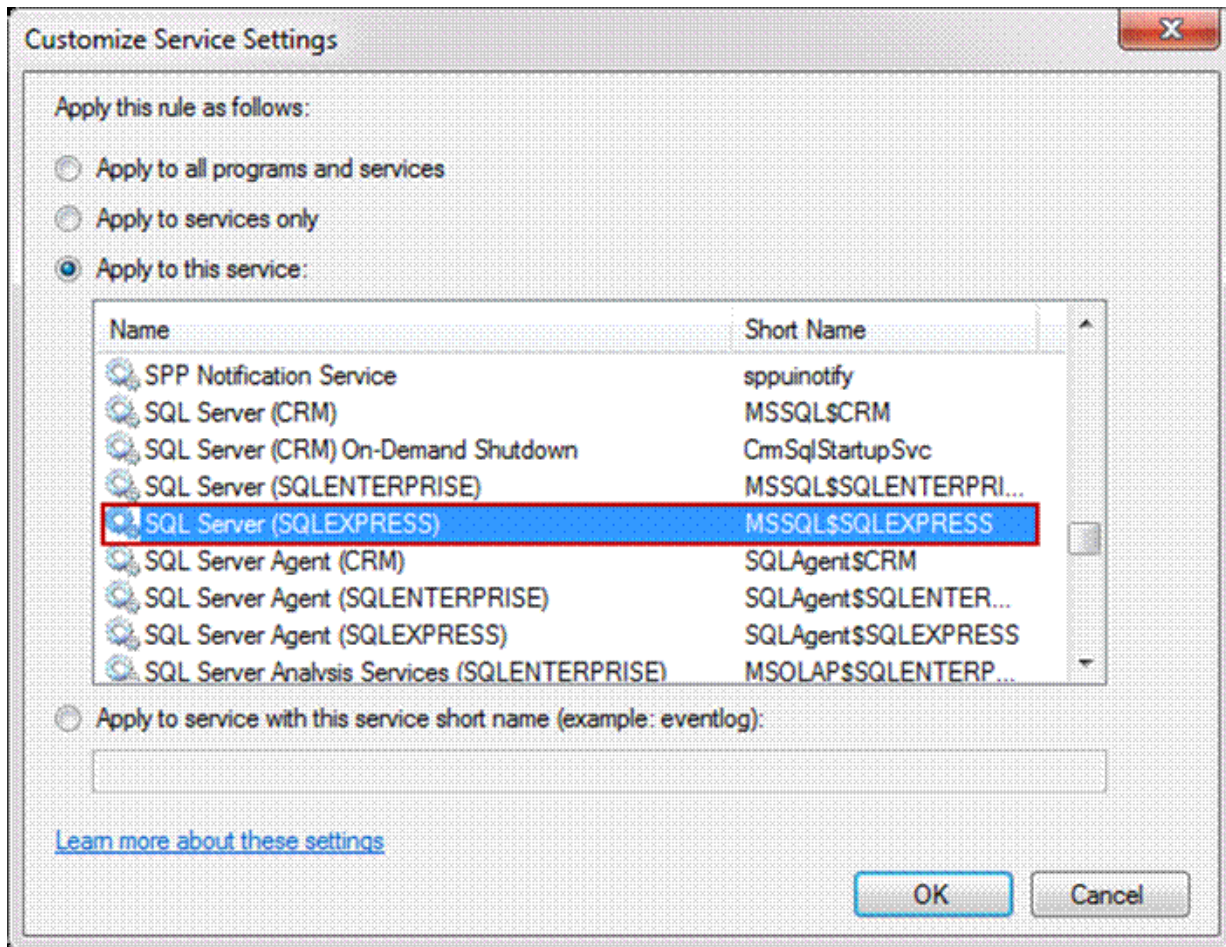 Customize Service Settings
Apply this rule as follows:
Apply to all programs and services
Apply to services only
Apply to this service:
Name Short Name
SPP Notification Service sppuinotify
SQL Server (CRM) MSSQL$CRM
SQL Server (CRM) On-Demand Shutdown CrmSqlStartupSvc
SQL Server (SQLENTERPRISE) MSSQL$SQLENTERPRI...
SQL Server (SQLEXPRESS) MSSQL$SQLEXPRESS
SQL Server Agent (CRM) SQLAgent$CRM
SQL Server Agent (SQLENTERPRISE) SQLAgent$SQLENTER...
SQL Server Agent (SQLEXPRESS) SQLAgent$SQLEXPRESS
SQL Server Analysis Services (SQLENTERPRISE) MSOLAP$SQLENTERP...
Apply to service with this service short name (example: eventlog):
Learn more about these settings
OK Cancel